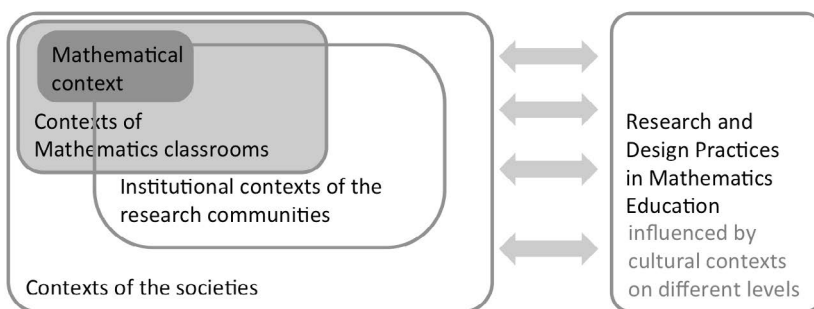 Mathematical
context
Contexts of
Mathematics classrooms
Institutional contexts of the
research communities
Contexts of the societies
Research and
Design Practices
in Mathematics
Education
influenced by
cultural contexts
on different levels